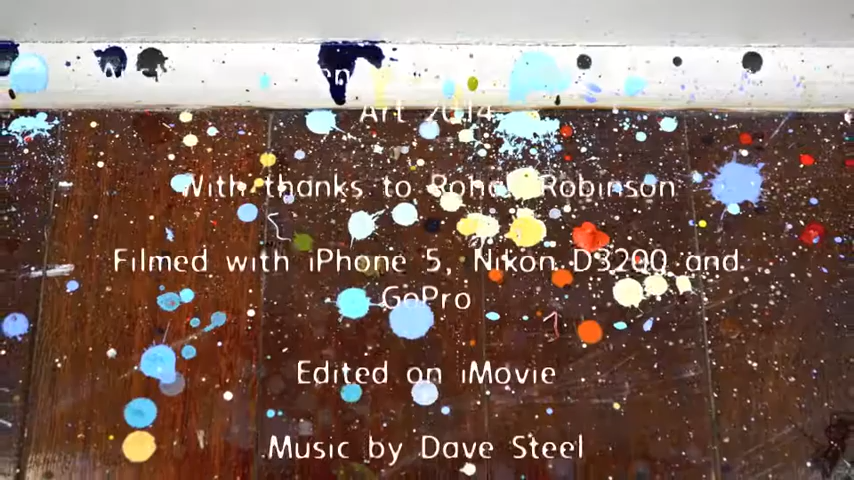 Art 2014
With thanks to Rohan Robinson
Filmed with iPhone 5, Nikon D3200 and
GoPro
Edited on iMovie
Music by Dave Steel